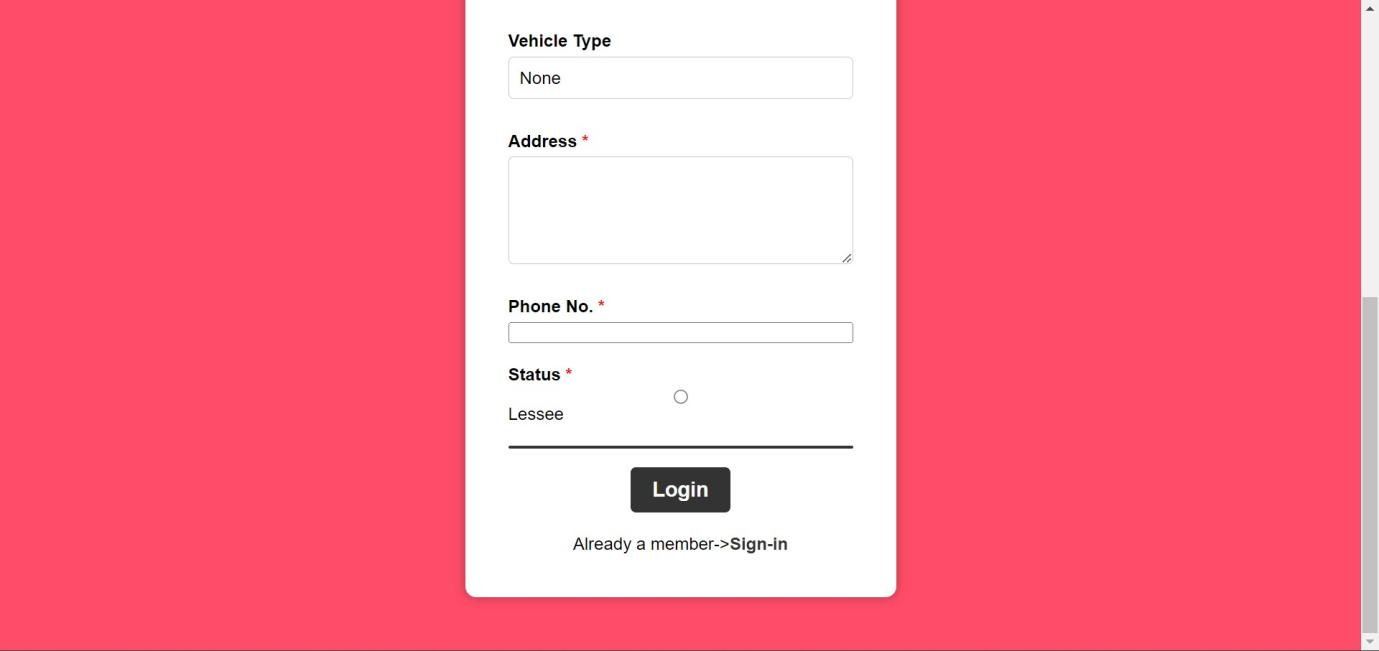 Vehicle Type
None
Address *
Phone No. *
Status *
Lessee
Login
Already a member->Sign-in